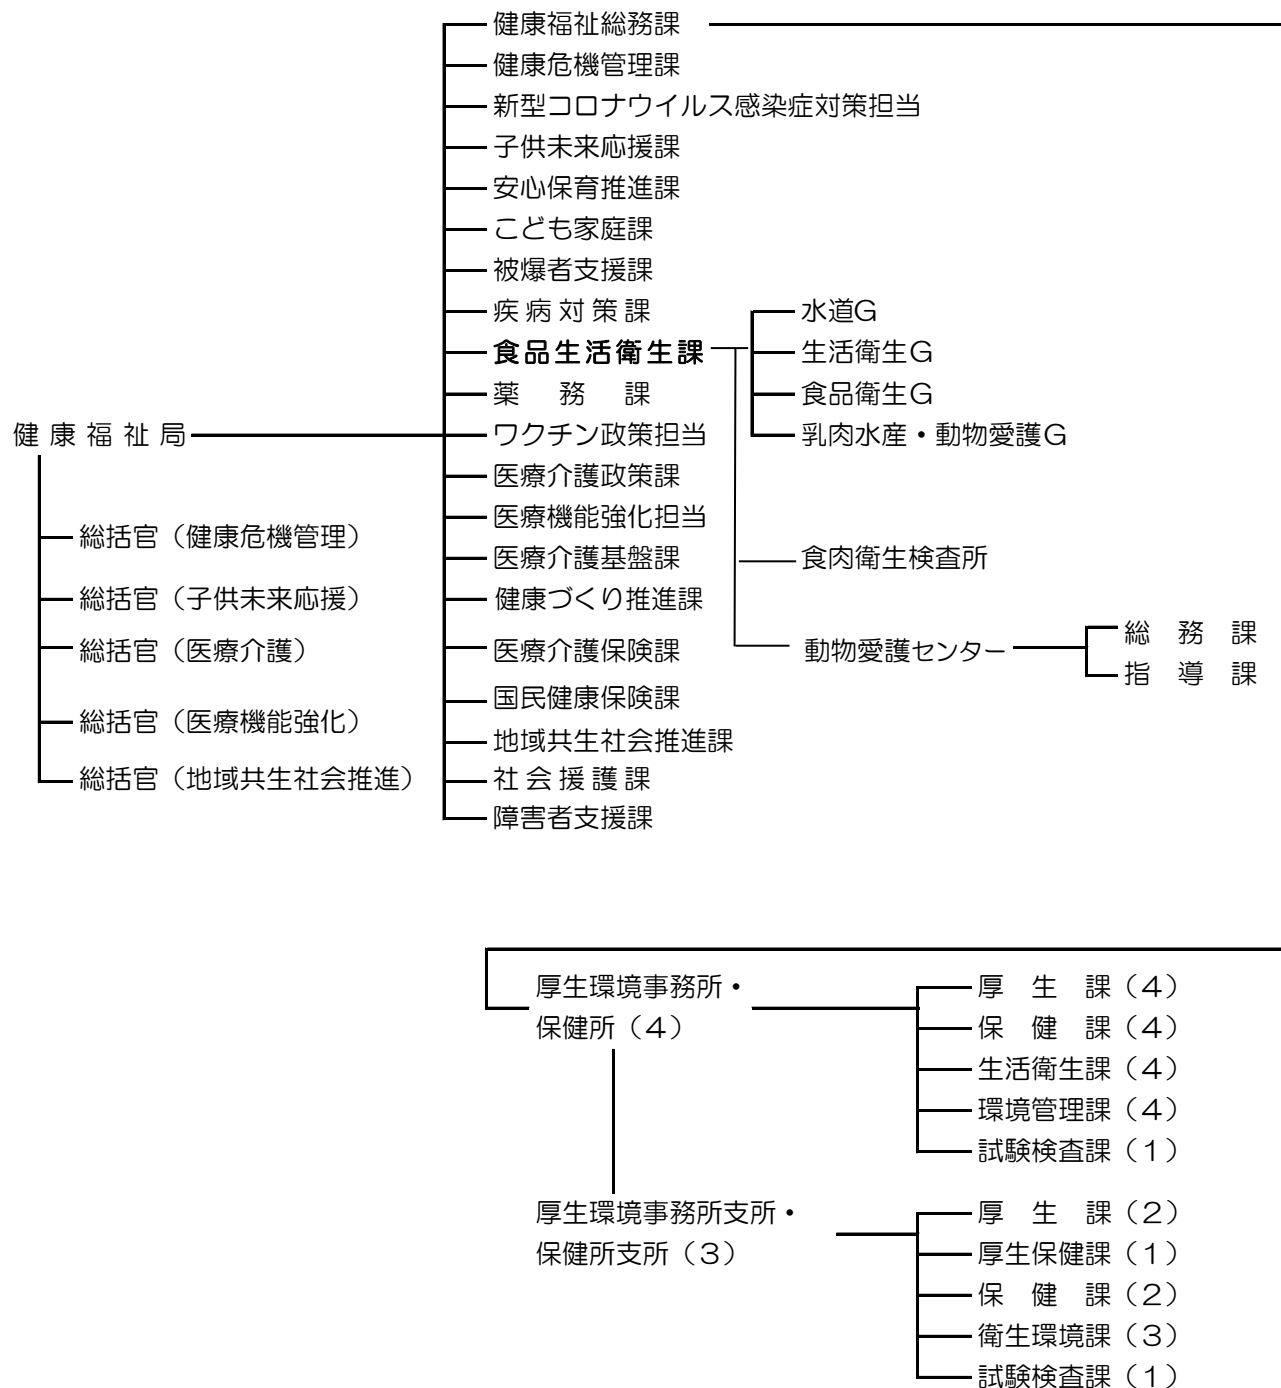 健康福祉総務課
健康危機管理課
新型コロナウイルス感染症対策担当
子供未来応援課
安心保育推進課
こども家庭課
被爆者支援課
疾病対策課
水道G
食品生活衛生課
生活衛生G
薬務課
食品衛生G
健康福祉局
ワクチン政策担当
乳肉水産・動物愛護G
医療介護政策課
医療機能強化担当
総括官（健康危機管理）
医療介護基盤課
食肉衛生検査所
総括官（子供未来応援）
健康づくり推進課
総括官（医療介護）
医療介護保険課
動物愛護センター
総務課
指導課
国民健康保険課
総括官（医療機能強化）
地域共生社会推進課
総括官（地域共生社会推進）
社会援護課
障害者支援課
厚生環境事務所・
保健所（4）
厚生課（4）
保健課（4）
生活衛生課（4）
環境管理課（4）
試験検査課（1）
厚生環境事務所支所・
保健所支所（3）
厚生課（2）
厚生保健課（1）
保健課（2）
衛生環境課（3）
試験検査課（1）